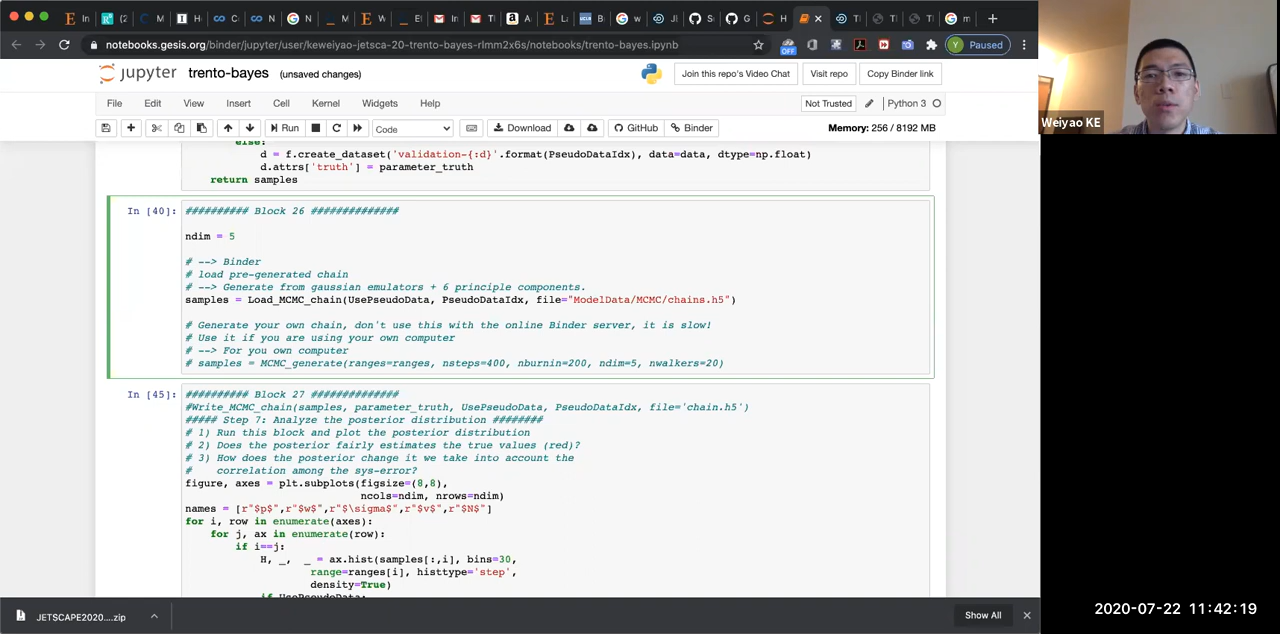 In
(2
M
I
H
C
C
N
N
M
E
W
E
In
T
A
E
L
B
w
Jl
S
G
H
T
T
T
m
notebooks.gesis.org/binder/jupyter/user/keweiyao-jetsca-20-trento-bayes-rlmm2x6s/notebooks/trento-bayes.ipynb
OFF
Y Paused
jupyter trento-bayes (unsaved changes)
Join this repo's Video Chat
Visit repo
Copy Binder link
File Edit View Insert Cell Kernel Widgets Help
Not Trusted
Python 3
Run
Code
Download
GitHub
Binder
Memory: 256 / 8192 MB
else:
d = f.create_dataset('validation-{:d}'.format(PseudoDataIdx), data=data, dtype=np.float)
d.attrs['truth'] = parameter_truth
return samples
In [40]: ########## Block 26 ##############
ndim = 5
# --> Binder
# load pre-generated chain
# --> Generate from gaussian emulators + 6 principle components.
samples = Load_MCMC_chain(UsePseudoData, PseudoDataIdx, file="ModelData/MCMC/chains.h5")
# Generate your own chain, don't use this with the online Binder server, it is slow!
# Use it if you are using your own computer
# --> For you own computer
# samples = MCMC_generate(ranges=ranges, nsteps=400, nburnin=200, ndim=5, nwalkers=20)
In [45]: ########## Block 27 ##############
#Write_MCMC_chain(samples, parameter_truth, UsePseudoData, PseudoDataIdx, file='chain.h5')
##### Step 7: Analyze the posterior distribution ########
# 1) Run this block and plot the posterior distribution
# 2) Does the posterior fairly estimates the true values (red)?
# 3) How does the posterior change it we take into account the
# correlation among the sys-error?
figure, axes = plt.subplots(figsize=(8,8),
ncols=ndim, nrows=ndim)
names = [r"$p$",r"$w$",r"$\sigma$",r"$v$",r"$N$"]
for i, row in enumerate(axes):
for j, ax in enumerate(row):
if i==j:
H, _, _ = ax.hist(samples[:,i], bins=30,
range=ranges[i], histtype='step',
density=True)
if UsePseudoData:
JETSCAPE2020....zip
Show All
Weiyao KE
2020-07-22 11:42:19